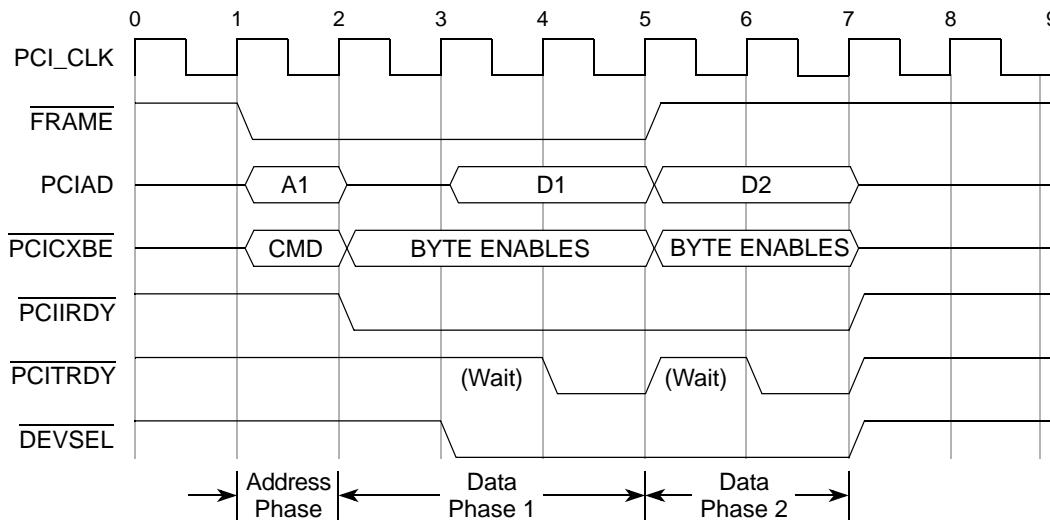 0 1 2 3 4 5 6 7 8 9
PCI_CLK
FRAME
PCIAD A1 D1 D2
PCICXBE CMD BYTE ENABLES BYTE ENABLES
PCIIRDY
PCITRDY (Wait) (Wait)
DEVSEL
Address Data Data
Phase Phase 1 Phase 2